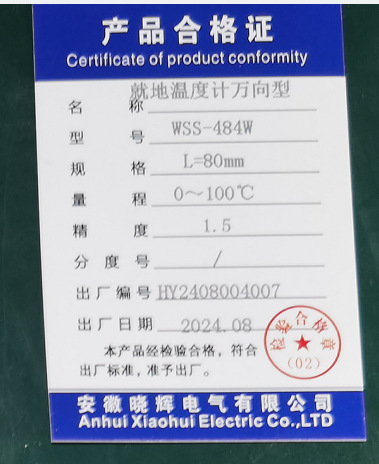 产品合格证
Certificate of product conformity
名称 就地温度计万向型
型号 WSS-484W
规格 L=80mm
量程 0～100℃
精度 1.5
分度号 /
出厂编号 HY2408004007
出厂日期 2024.08
本产品经检验合格，符合
出厂标准，准予出厂。
检验合格章
(02)
安徽晓辉电气有限公司
Anhui Xiaohui Electric Co.,LTD